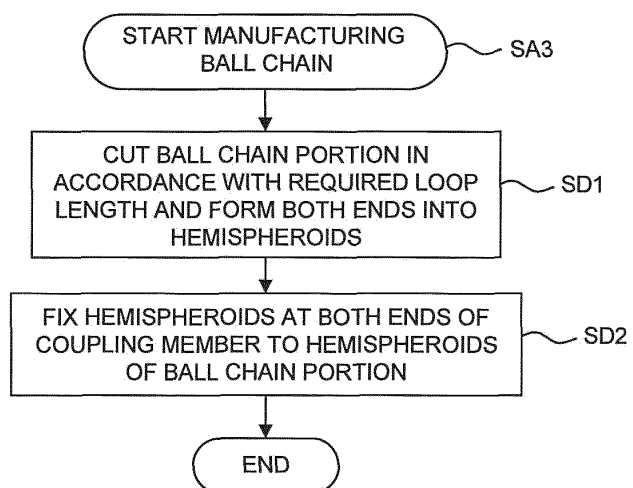 START MANUFACTURING
BALL CHAIN
SA3
CUT BALL CHAIN PORTION IN
ACCORDANCE WITH REQUIRED LOOP
LENGTH AND FORM BOTH ENDS INTO
HEMISPHEROIDS
SD1
FIX HEMISPHEROIDS AT BOTH ENDS OF
COUPLING MEMBER TO HEMISPHEROIDS
OF BALL CHAIN PORTION
SD2
END